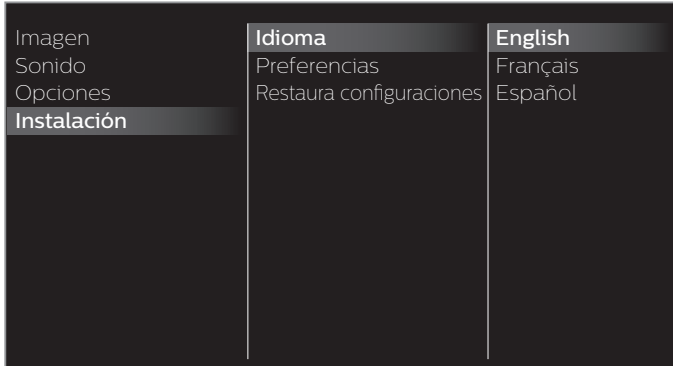 Imagen
Sonido
Opciones
Instalación
Idioma
Preferencias
Restaura configuraciones
English
Français
Español